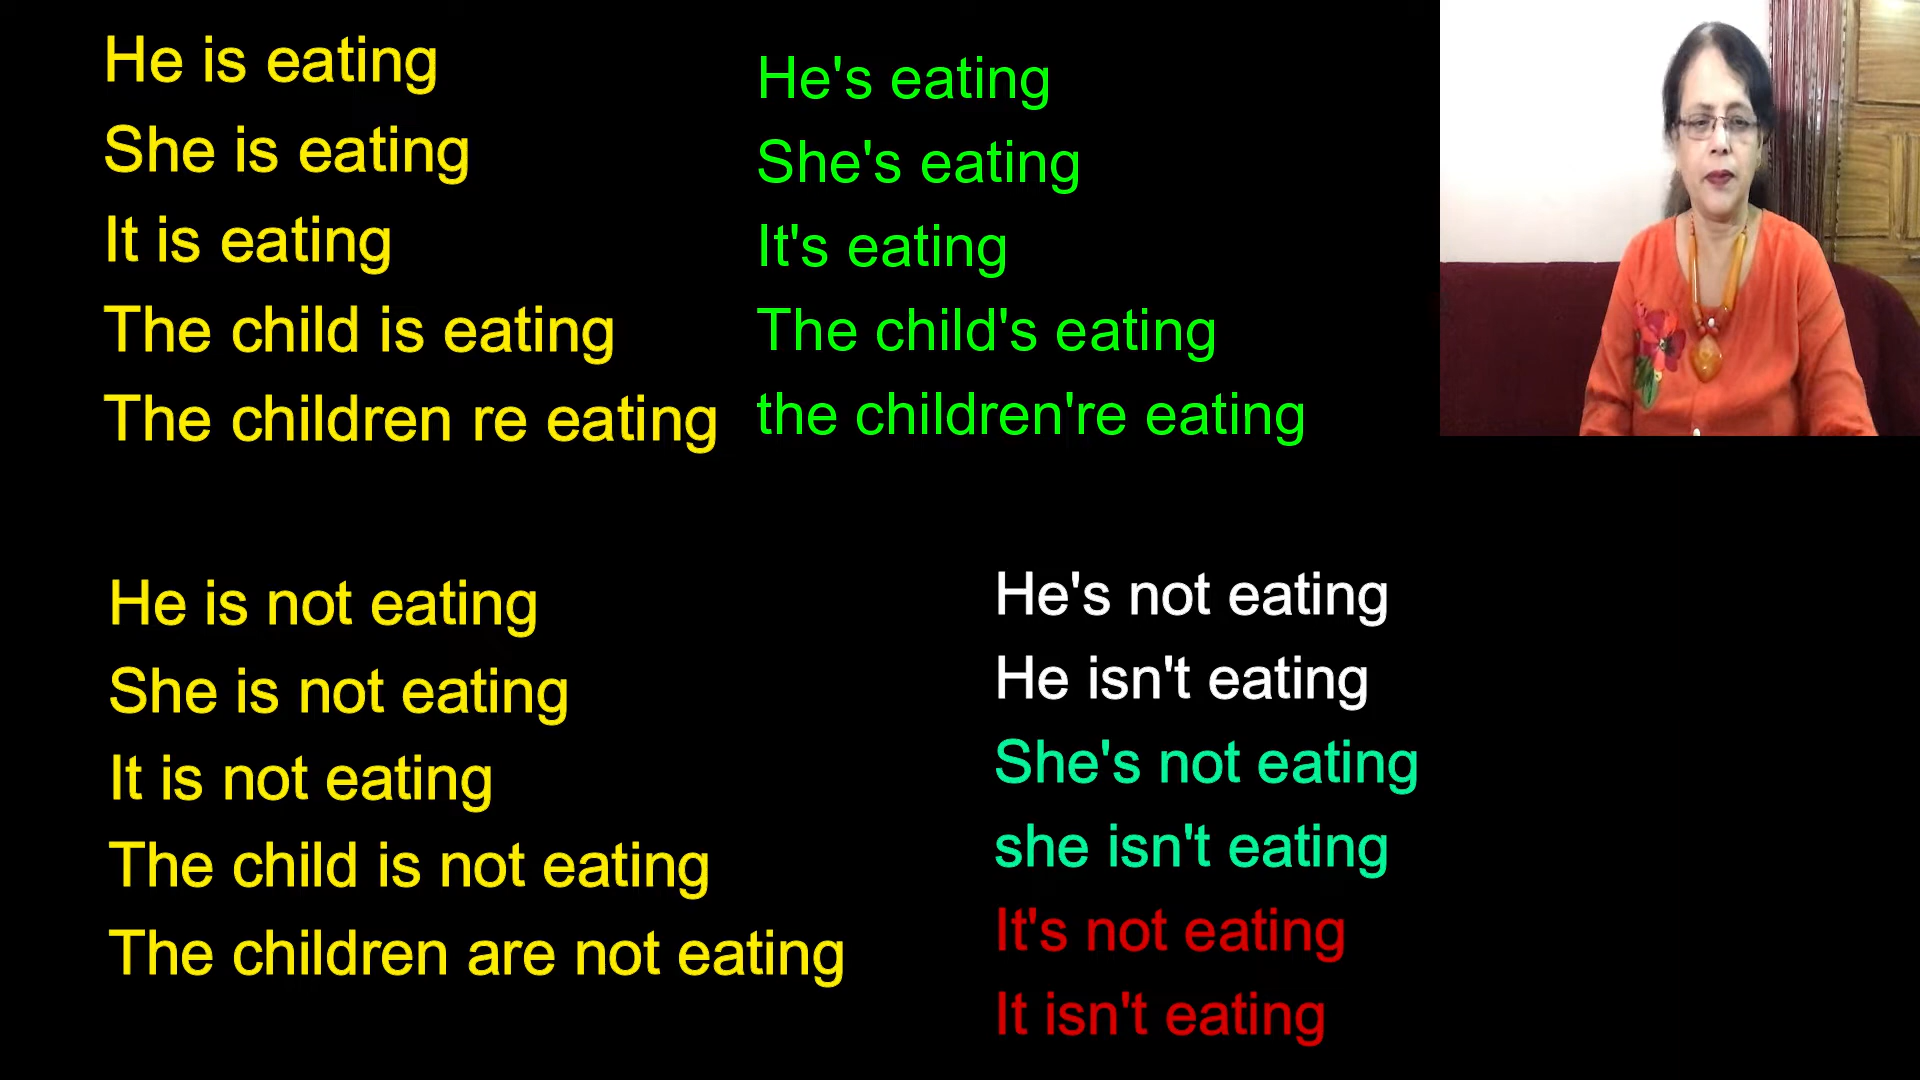 He is eating
She is eating
It is eating
The child is eating
The children re eating
He's eating
She's eating
It's eating
The child's eating
the children're eating
He is not eating
She is not eating
It is not eating
The child is not eating
The children are not eating
He's not eating
He isn't eating
She's not eating
she isn't eating
It's not eating
It isn't eating